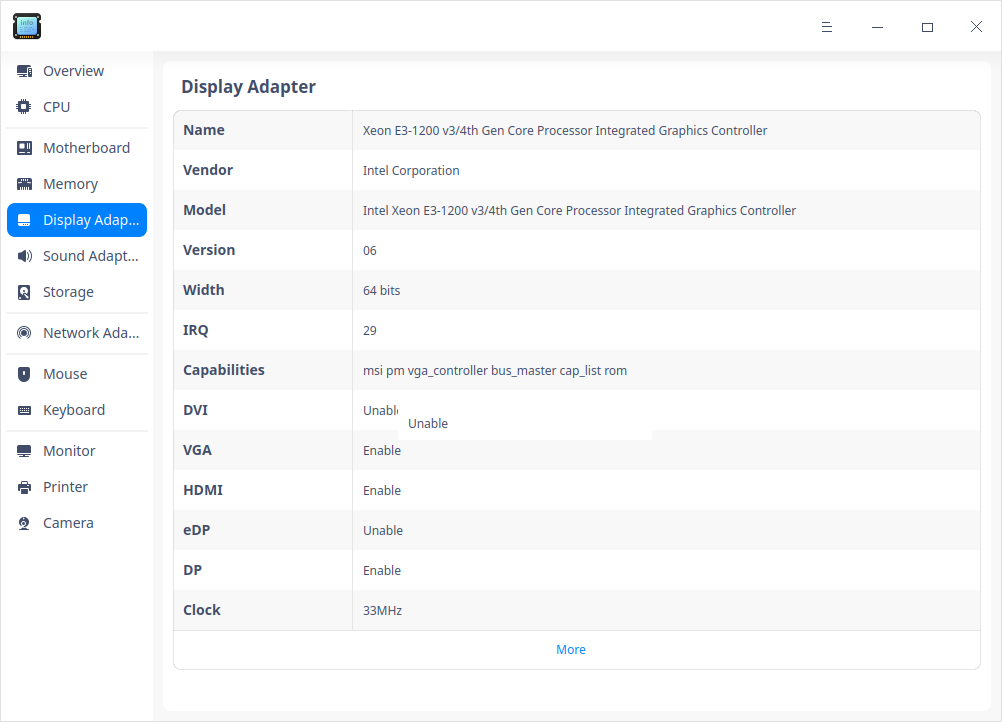 info
Overview
CPU
Motherboard
Memory
Display Adap...
Sound Adapt...
Storage
Network Ada...
Mouse
Keyboard
Monitor
Printer
Camera
Display Adapter
Name Xeon E3-1200 v3/4th Gen Core Processor Integrated Graphics Controller
Vendor Intel Corporation
Model Intel Xeon E3-1200 v3/4th Gen Core Processor Integrated Graphics Controller
Version 06
Width 64 bits
IRQ 29
Capabilities msi pm vga_controller bus_master cap_list rom
DVI Unable
Unable
VGA Enable
HDMI Enable
eDP Unable
DP Enable
Clock 33MHz
More